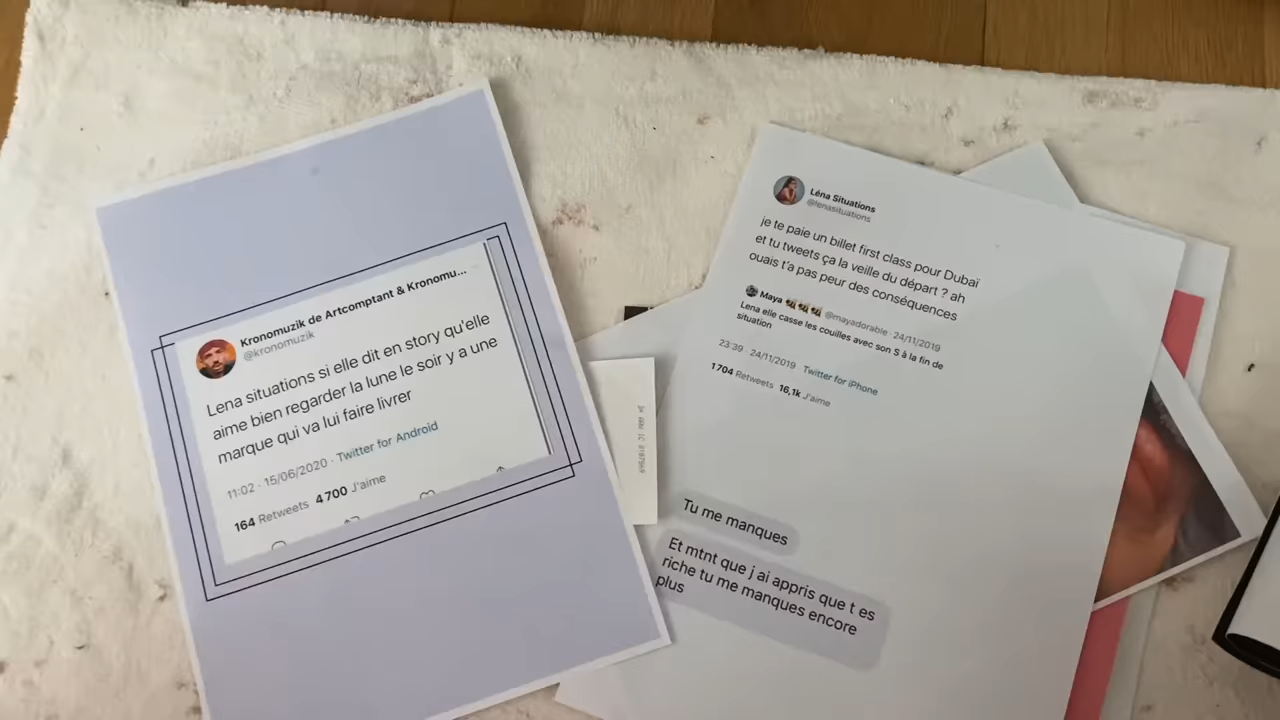 Kronomuzik de Artcomptant & Kronomu...
@kronomuzik
Lena situations si elle dit en story qu'elle
aime bien regarder la lune le soir y a une
marque qui va lui faire livrer
11:02 · 15/06/2020 · Twitter for Android
164 Retweets 4 700 J'aime
Léna Situations
@lenasituations
je te paie un billet first class pour Dubaï
et tu tweets ça la veille du départ ? ah
ouais t'a pas peur des conséquences
Maya 🐝🐝🐝 @mayadorable · 24/11/2019
Lena elle casse les couilles avec son S à la fin de
situation
23:39 · 24/11/2019 · Twitter for iPhone
1 704 Retweets 16,1k J'aime
Tu me manques
Et mtnt que j ai appris que t es
riche tu me manques encore
plus